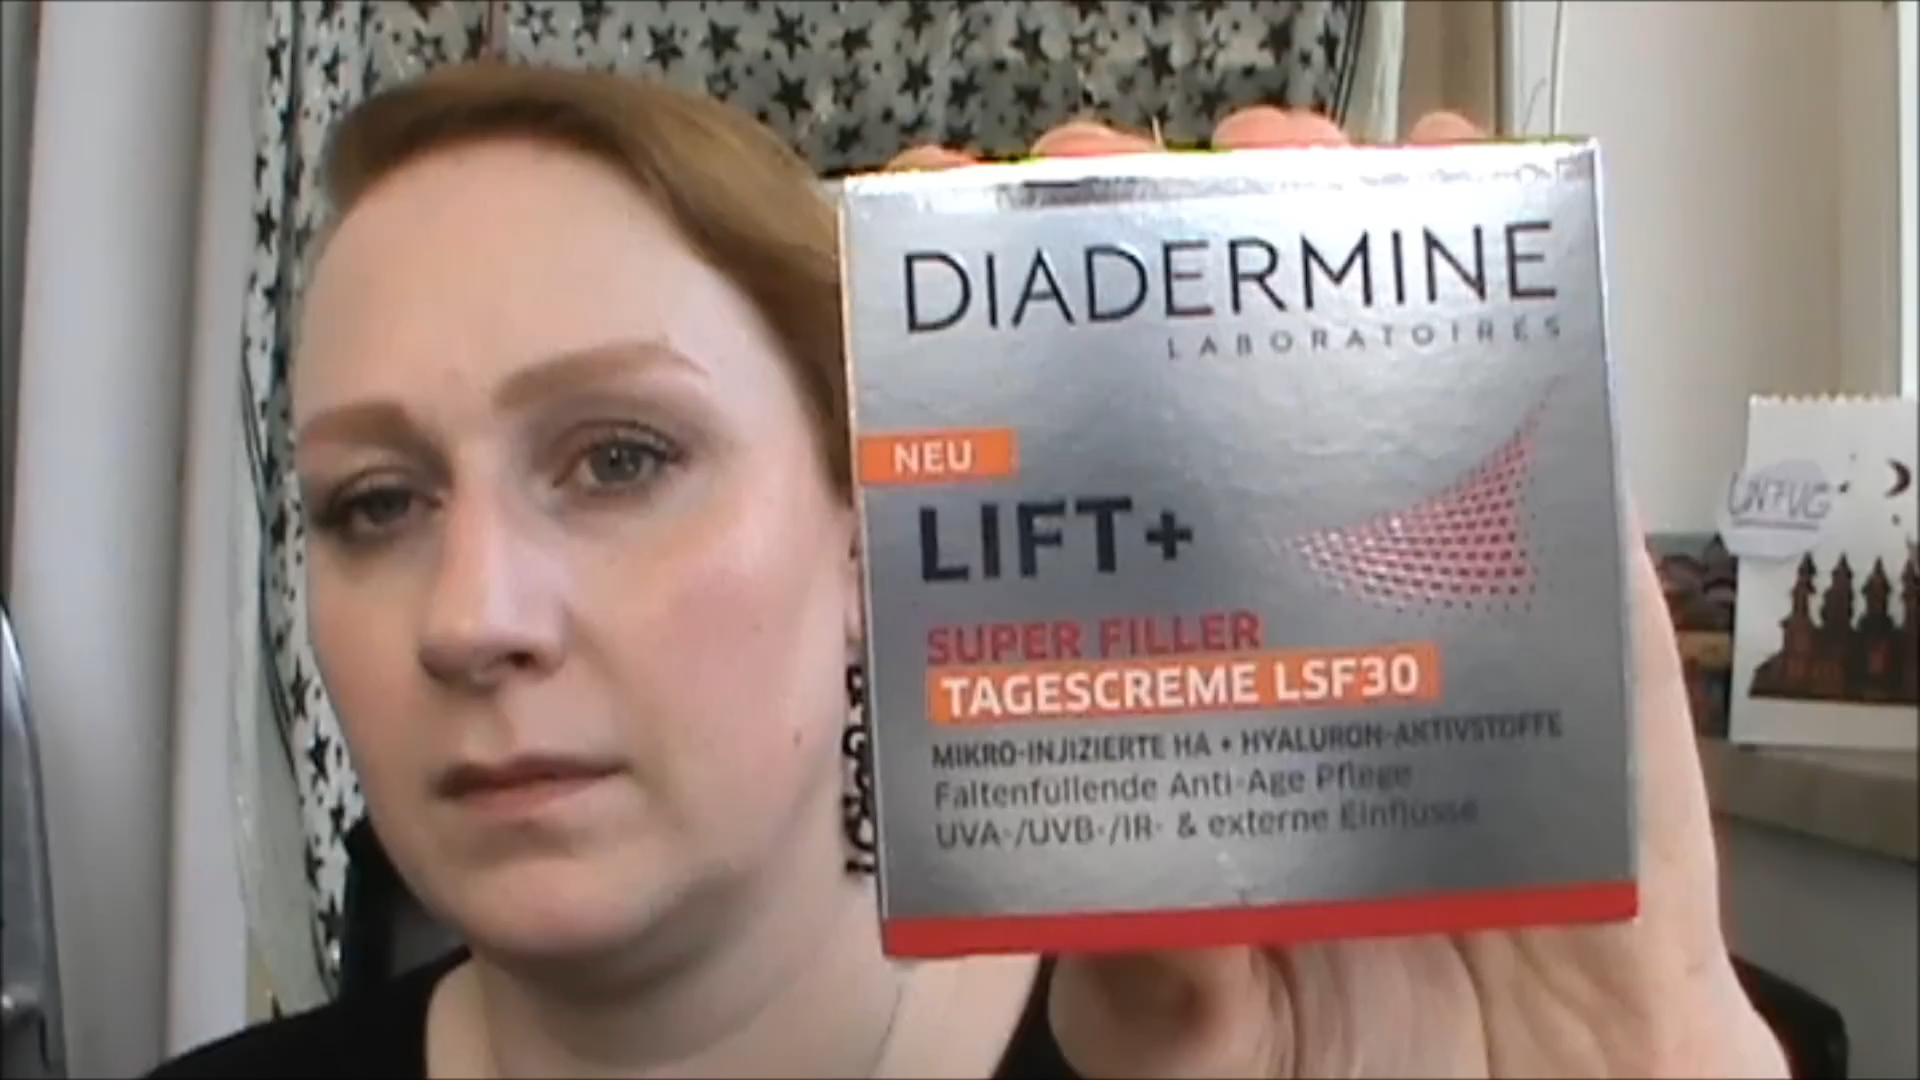 DIADERMINE
LABORATOIRES
NEU
LIFT+
SUPER FILLER
TAGESCREME LSF30
MIKRO-INJIZIERTE HA + HYALURON-AKTIVSTOFFE
Faltenfüllende Anti-Age Pflege
UVA-/UVB-/IR- & externe Einflüsse
UNFUG